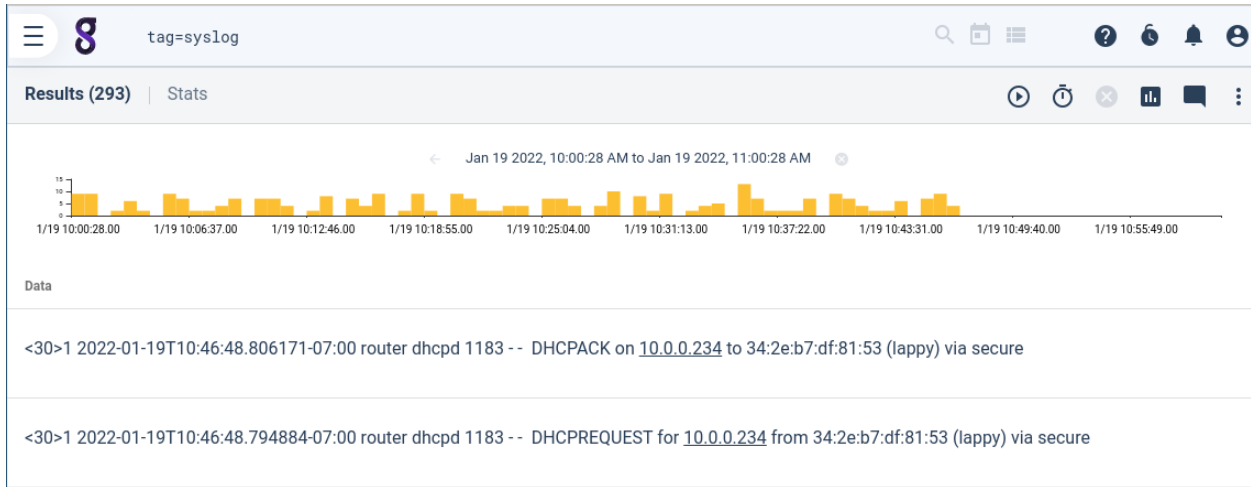 tag=syslog
Results (293) | Stats
Jan 19 2022, 10:00:28 AM to Jan 19 2022, 11:00:28 AM
15
10
5
0
1/19 10:00:28.00 1/19 10:06:37.00 1/19 10:12:46.00 1/19 10:18:55.00 1/19 10:25:04.00 1/19 10:31:13.00 1/19 10:37:22.00 1/19 10:43:31.00 1/19 10:49:40.00 1/19 10:55:49.00
Data
<30>1 2022-01-19T10:46:48.806171-07:00 router dhcpd 1183 - - DHCPACK on 10.0.0.234 to 34:2e:b7:df:81:53 (lappy) via secure
<30>1 2022-01-19T10:46:48.794884-07:00 router dhcpd 1183 - - DHCPREQUEST for 10.0.0.234 from 34:2e:b7:df:81:53 (lappy) via secure